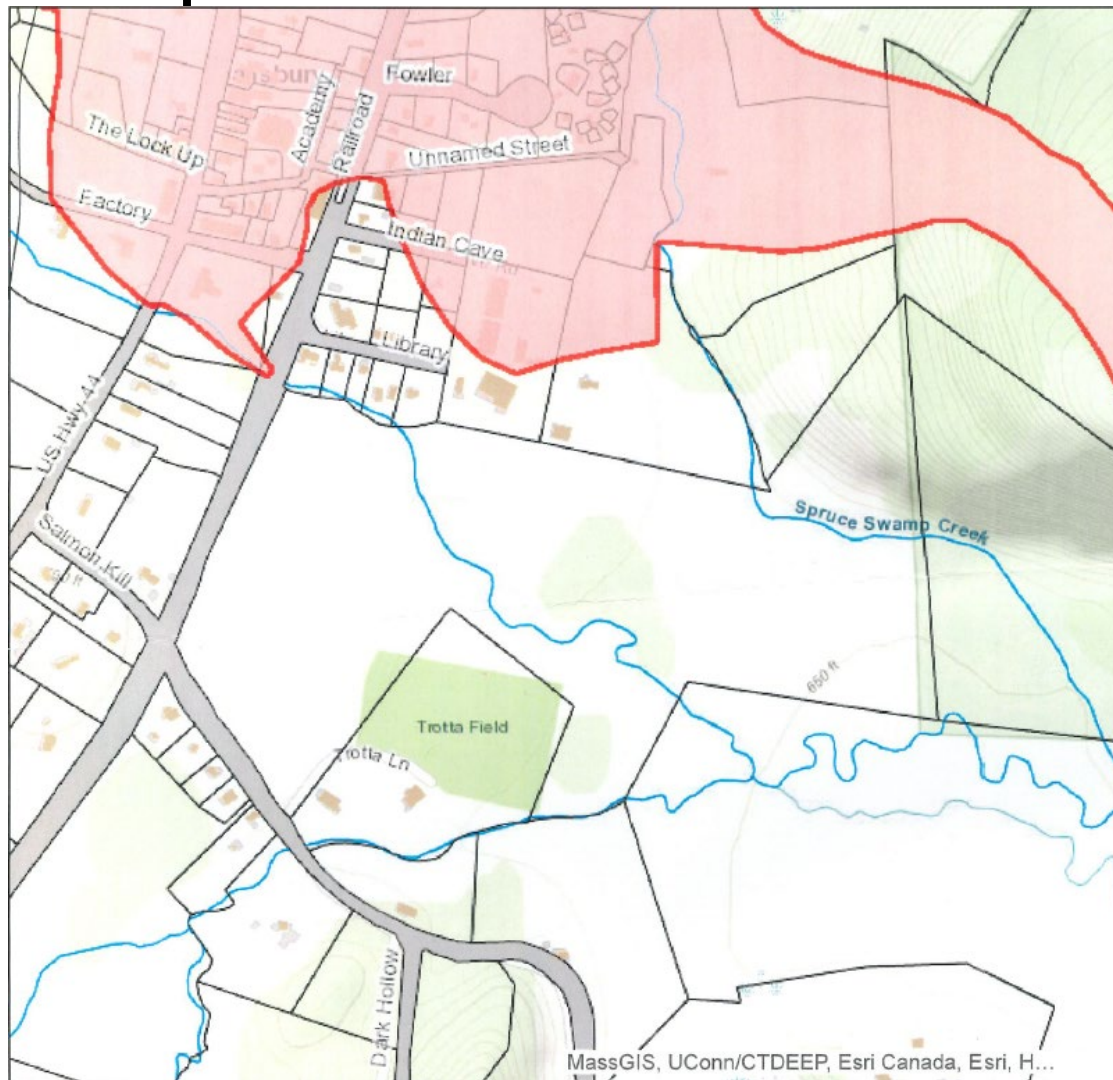 Fowler
Academy
Railroad
The Lock Up
Unnamed Street
Factory
Indian Cave
Library
US Hwy 44
Salmon Kill
Spruce Swamp Creek
650 ft
Trotta Field
Trotta Ln
Dark Hollow
MassGIS, UConn/CTDEEP, Esri Canada, Esri, H...